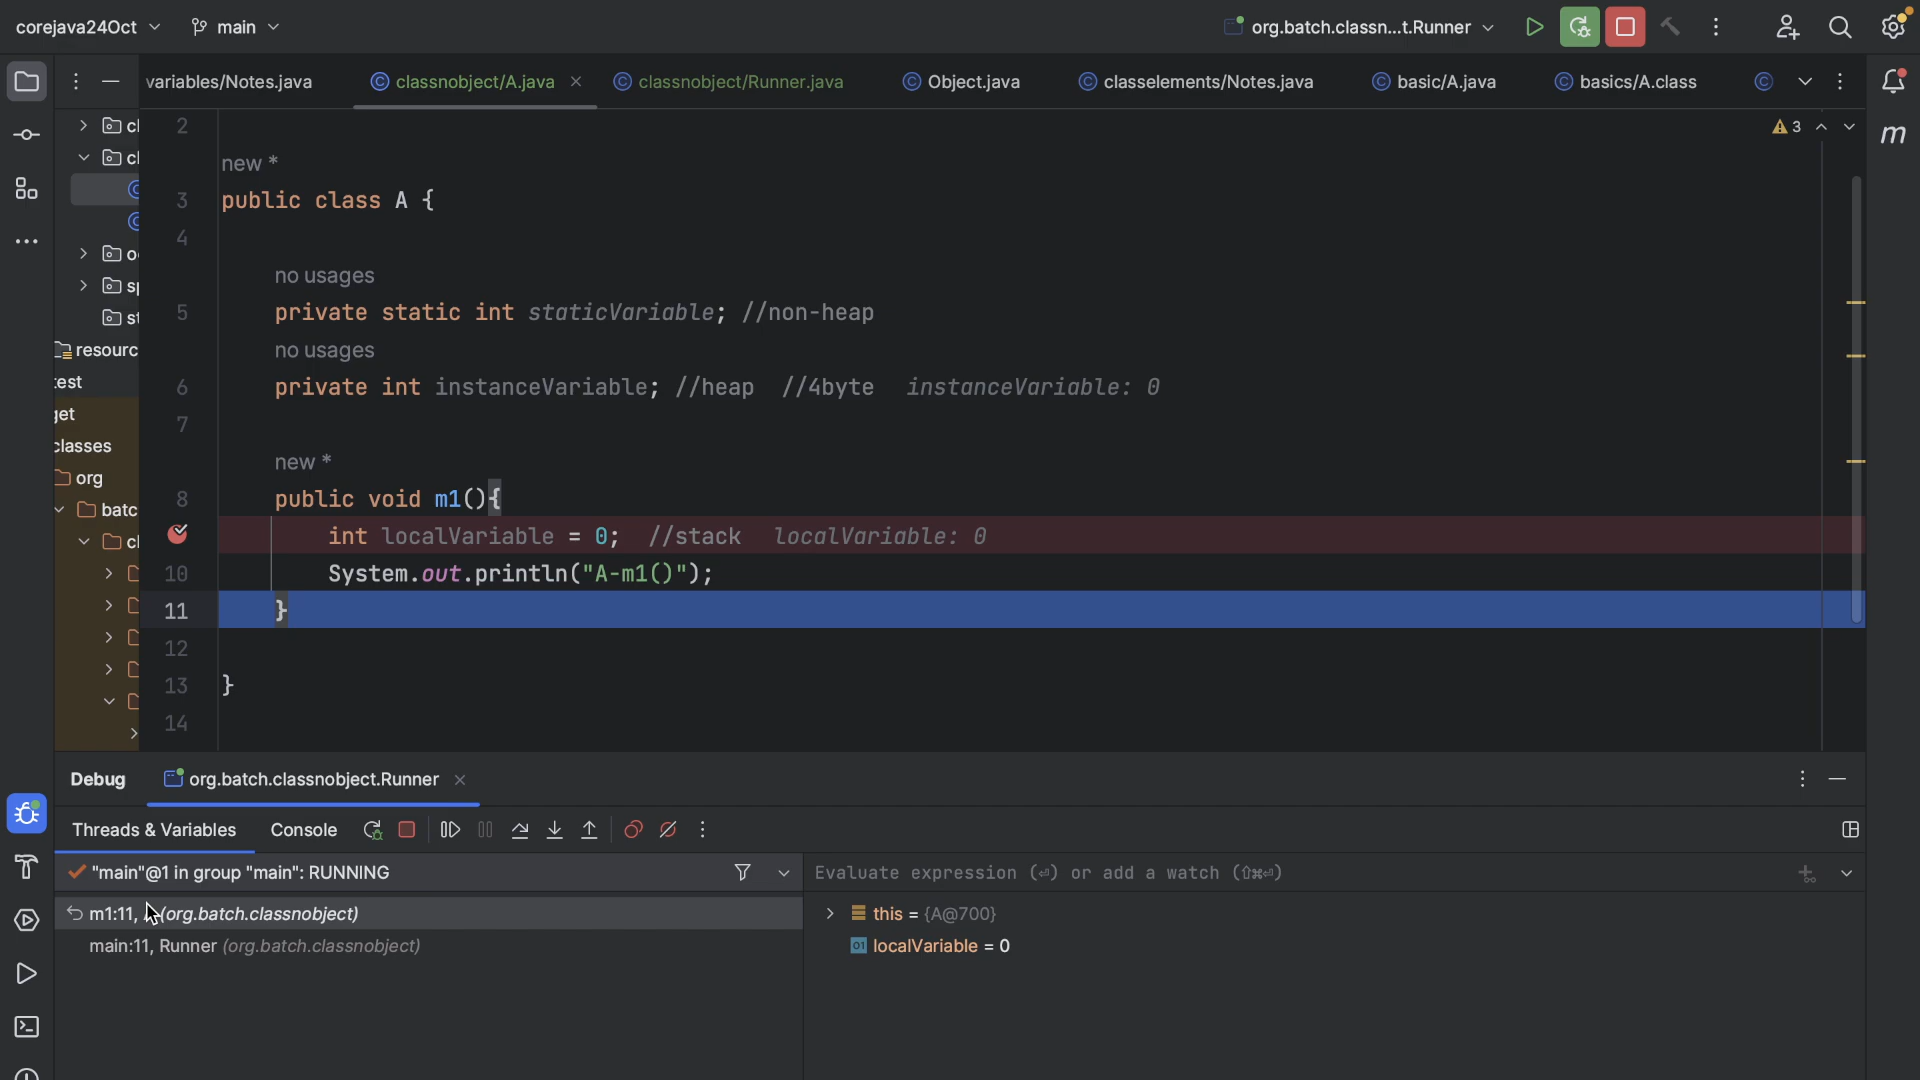 corejava24Oct main org.batch.classn...t.Runner
variables/Notes.java classnobject/A.java classnobject/Runner.java Object.java classelements/Notes.java basic/A.java basics/A.class
2 3
new *
3 public class A {
4
no usages
5 private static int staticVariable; //non-heap
no usages
6 private int instanceVariable; //heap //4byte instanceVariable: 0
7
new *
8 public void m1(){
int localVariable = 0; //stack localVariable: 0
10 System.out.println("A-m1()");
11 }
12
13 }
14
resourc
est
get
classes
org
batc
Debug org.batch.classnobject.Runner
Threads & Variables Console
"main"@1 in group "main": RUNNING
Evaluate expression (⏎) or add a watch (⇧⌘⏎)
m1:11, (org.batch.classnobject)
this = {A@700}
main:11, Runner (org.batch.classnobject)
localVariable = 0
m